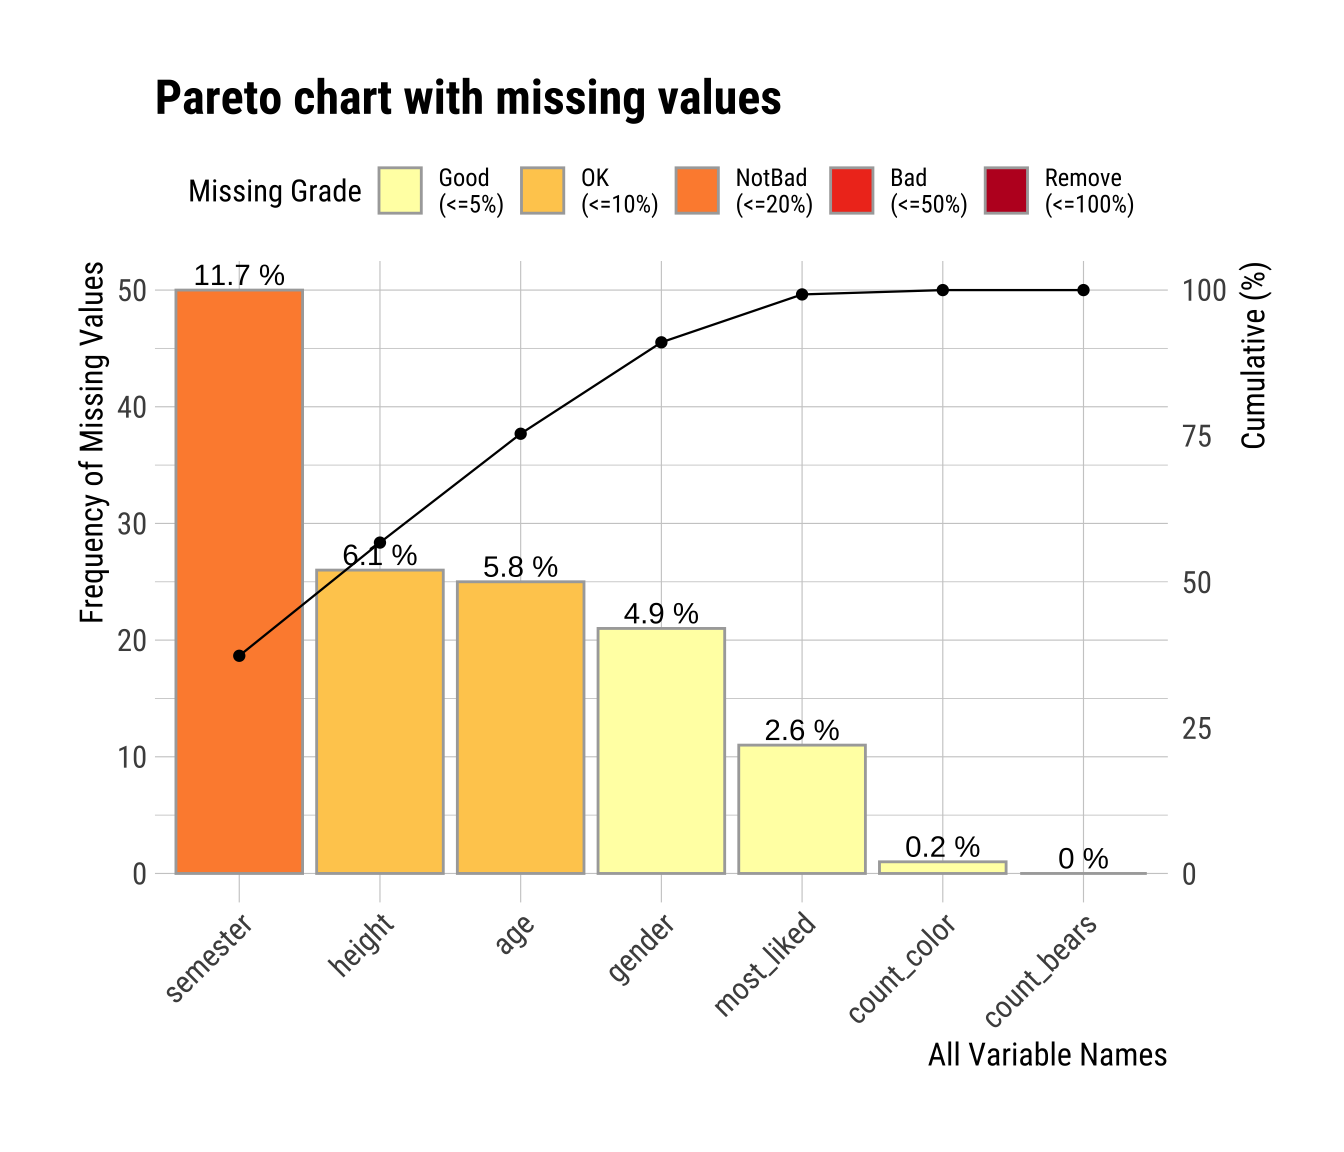 Pareto chart with missing values
Missing Grade
Good
(<=5%)
OK
(<=10%)
NotBad
(<=20%)
Bad
(<=50%)
Remove
(<=100%)
Frequency of Missing Values
50
40
30
20
10
0
11.7 %
6.1 %
5.8 %
4.9 %
2.6 %
0.2 %
0 %
100
75
50
25
0
Cumulative (%)
semester
height
age
gender
most_liked
count_color
count_bears
All Variable Names